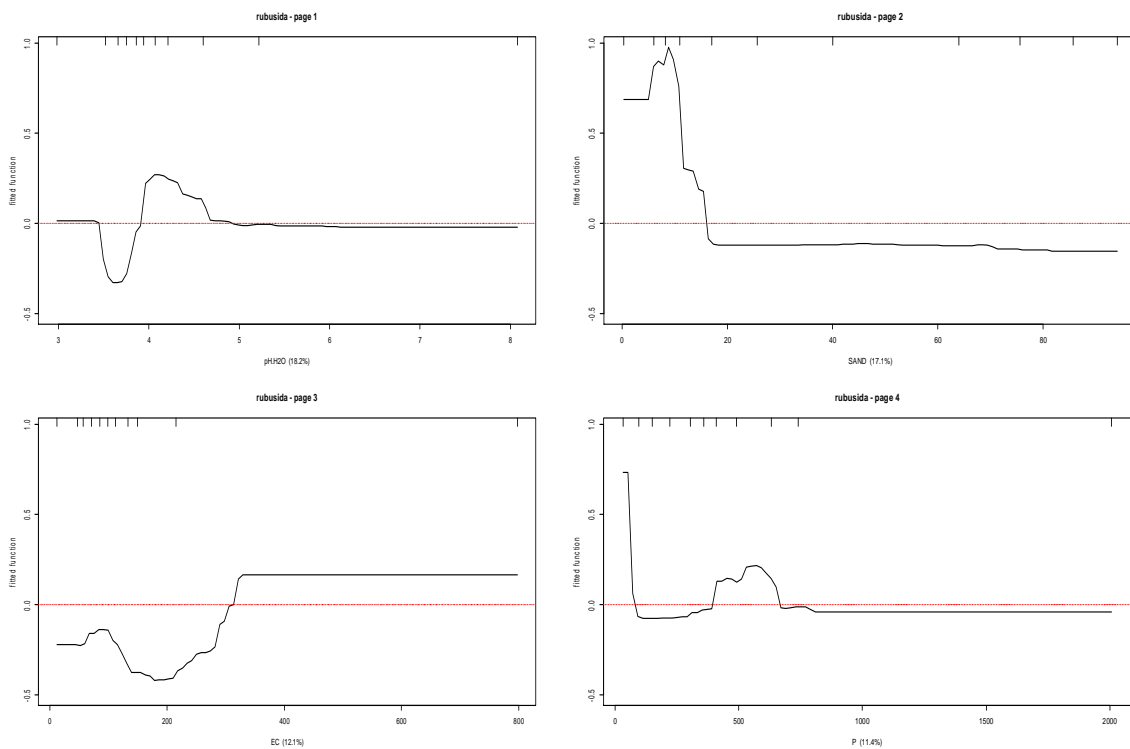 rubusida - page 1
fitted function
1.0
0.5
0.0
-0.5
3 4 5 6 7 8
pH.H2O (18.2%)
rubusida - page 2
fitted function
1.0
0.5
0.0
-0.5
0 20 40 60 80
SAND (17.1%)
rubusida - page 3
fitted function
1.0
0.5
0.0
-0.5
0 200 400 600 800
EC (12.1%)
rubusida - page 4
fitted function
1.0
0.5
0.0
-0.5
0 500 1000 1500 2000
P (11.4%)